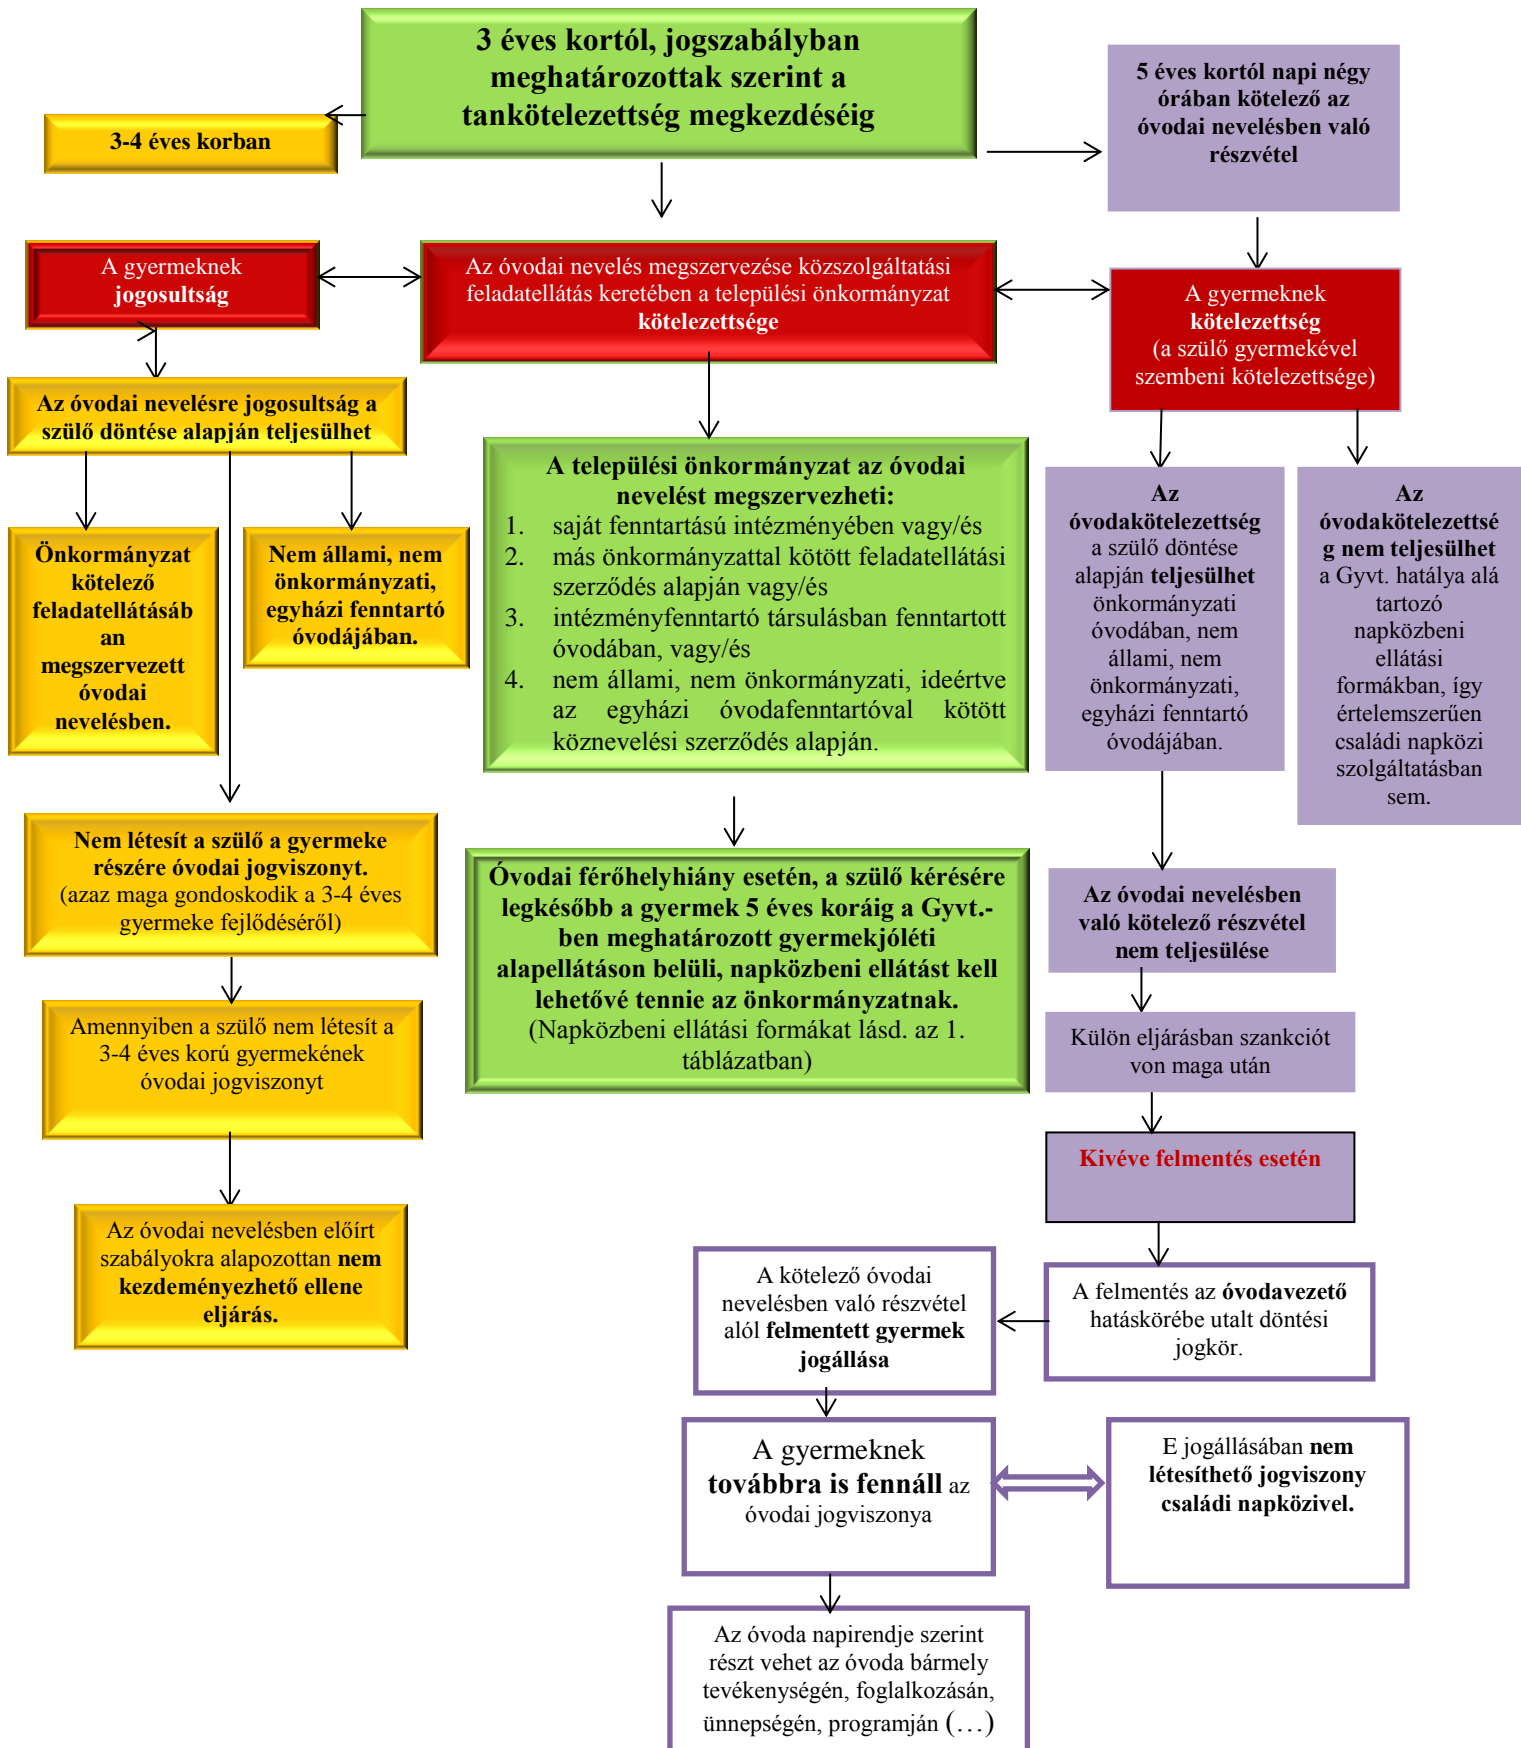 3 éves kortól, jogszabályban
meghatározottak szerint a
tankötelezettség megkezdéséig
5 éves kortól napi négy
órában kötelező az
óvodai nevelésben való
részvétel
3-4 éves korban
A gyermeknek
jogosultság
Az óvodai nevelés megszervezése közszolgáltatási
feladatellátás keretében a települési önkormányzat
kötelezettsége
A gyermeknek
kötelezettség
(a szülő gyermekével
szembeni kötelezettsége)
Az óvodai nevelésre jogosultság a
szülő döntése alapján teljesülhet
Önkormányzat
kötelező
feladatellátásáb
an
megszervezett
óvodai
nevelésben.
Nem állami, nem
önkormányzati,
egyházi fenntartó
óvodájában.
A települési önkormányzat az óvodai
nevelést megszervezheti:
1. saját fenntartású intézményében vagy/és
2. más önkormányzattal kötött feladatellátási
szerződés alapján vagy/és
3. intézményfenntartó társulásban fenntartott
óvodában, vagy/és
4. nem állami, nem önkormányzati, ideértve
az egyházi óvodafenntartóval kötött
köznevelési szerződés alapján.
Az
óvodakötelezettség
a szülő döntése
alapján teljesülhet
önkormányzati
óvodában, nem
állami, nem
önkormányzati,
egyházi fenntartó
óvodájában.
Az
óvodakötelezettsé
g nem teljesülhet
a Gyvt. hatálya alá
tartozó
napközbeni
ellátási
formákban, így
értelemszerűen
családi napközi
szolgáltatásban
sem.
Nem létesít a szülő a gyermeke
részére óvodai jogviszonyt.
(azaz maga gondoskodik a 3-4 éves
gyermeke fejlődéséről)
Óvodai férőhelyhiány esetén, a szülő kérésére
legkésőbb a gyermek 5 éves koráig a Gyvt.-
ben meghatározott gyermekjóléti
alapellátáson belüli, napközbeni ellátást kell
lehetővé tennie az önkormányzatnak.
(Napközbeni ellátási formákat lásd. az 1.
táblázatban)
Az óvodai nevelésben
való kötelező részvétel
nem teljesülése
Amennyiben a szülő nem létesít a
3-4 éves korú gyermekének
óvodai jogviszonyt
Külön eljárásban szankciót
von maga után
Kivéve felmentés esetén
Az óvodai nevelésben előírt
szabályokra alapozottan nem
kezdeményezhető ellene
eljárás.
A kötelező óvodai
nevelésben való részvétel
alól felmentett gyermek
jogállása
A felmentés az óvodavezető
hatáskörébe utalt döntési
jogkör.
A gyermeknek
továbbra is fennáll az
óvodai jogviszonya
E jogállásában nem
létesíthető jogviszony
családi napközivel.
Az óvoda napirendje szerint
részt vehet az óvoda bármely
tevékenységén, foglalkozásán,
ünnepségén, programján (…)